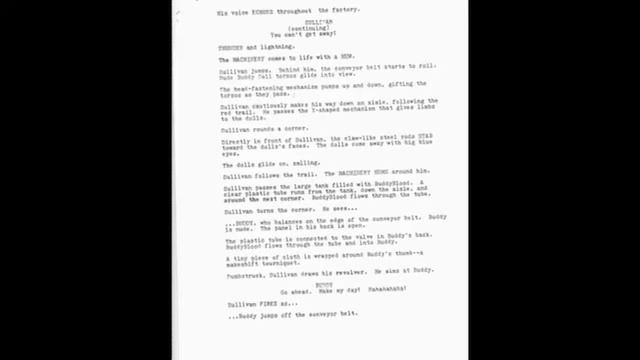 His voice ECHOES throughout the factory.
SULLIVAN
(continuing)
You can't get away!
THUNDER and lightning.
The MACHINERY comes to life with a HUM.
Sullivan jumps. Behind him, the conveyor belt starts to roll.
Nude Buddy Doll torsos glide into view.
The head-fastening mechanism pumps up and down, gifting the
torsos as they pass.
Sullivan cautiously makes his way down an aisle, following the
red trail. He passes the X-shaped mechanism that gives limbs
to the dolls.
Sullivan rounds a corner.
Directly in front of Sullivan, the claw-like steel rods STAB
toward the dolls's faces. The dolls come away with big blue
eyes.
The dolls glide on, smiling.
Sullivan follows the trail. The MACHINERY HUMS around him.
Sullivan passes the large tank filled with BuddyBlood. A
clear plastic tube runs from the tank, down the aisle, and
around the next corner. BuddyBlood flows through the tube.
Sullivan turns the corner. He sees...
...BUDDY, who balances on the edge of the conveyor belt. Buddy
is nude. The panel in his back is open.
The plastic tube is connected to the valve in Buddy's back.
BuddyBlood flows through the tube and into Buddy.
A tiny piece of cloth is wrapped around Buddy's thumb--a
makeshift tourniquet.
Dumbstruck, Sullivan draws his revolver. He aims at Buddy.
BUDDY
Go ahead. Make my day! Hahahahaha!
Sullivan FIRES as...
...Buddy jumps off the conveyor belt.